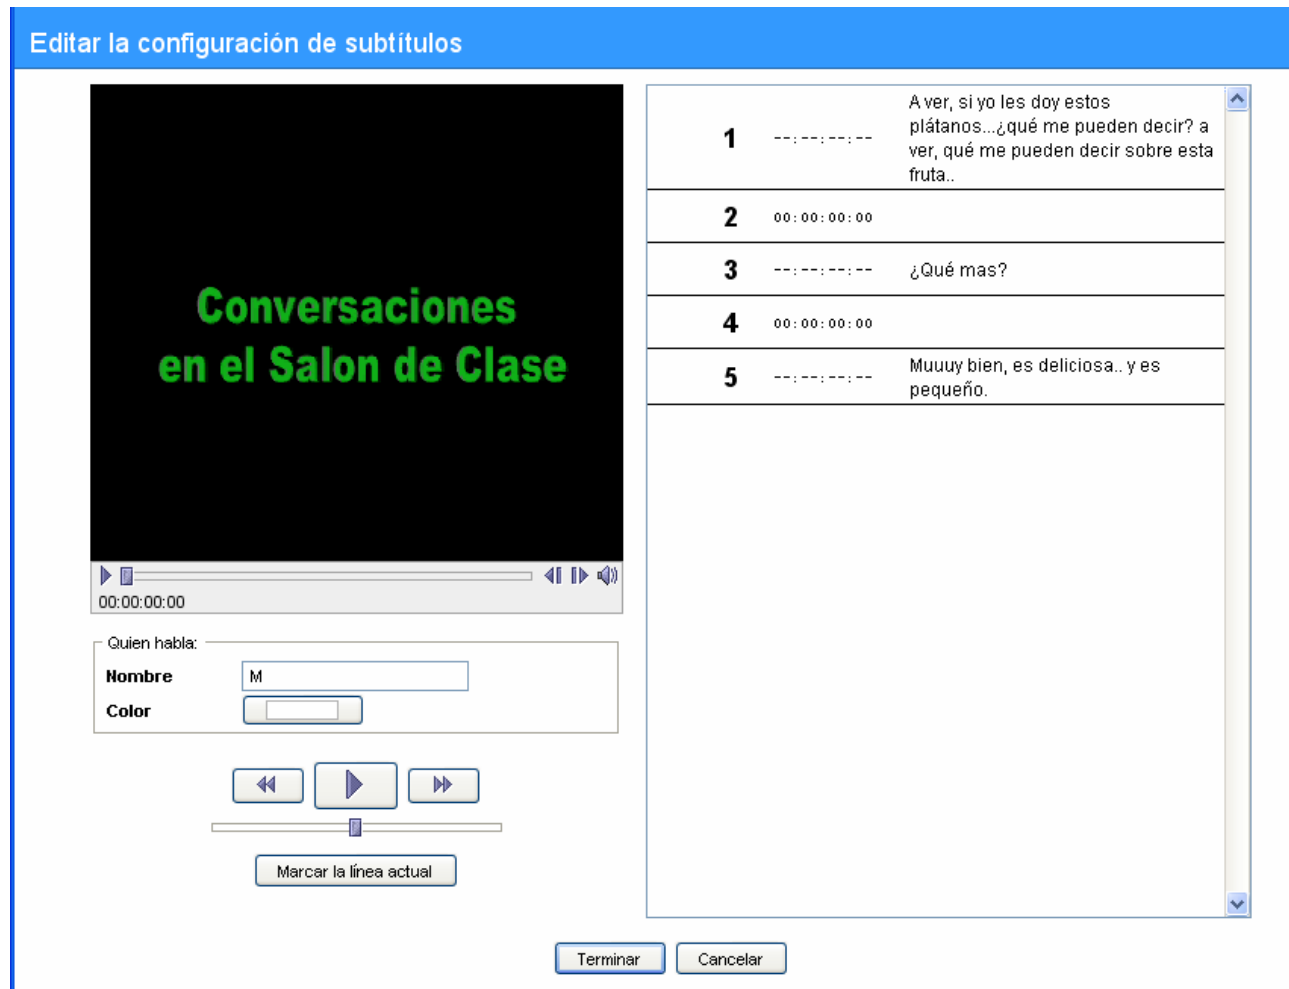 Editar la configuración de subtítulos
Conversaciones
en el Salon de Clase
00:00:00:00
Quien habla:
Nombre
M
Color
Marcar la línea actual
1
--:--:--:--
A ver, si yo les doy estos
plátanos...¿qué me pueden decir? a
ver, qué me pueden decir sobre esta
fruta..
2
00:00:00:00
3
--:--:--:--
¿Qué mas?
4
00:00:00:00
5
--:--:--:--
Muuuy bien, es deliciosa.. y es
pequeño.
Terminar
Cancelar